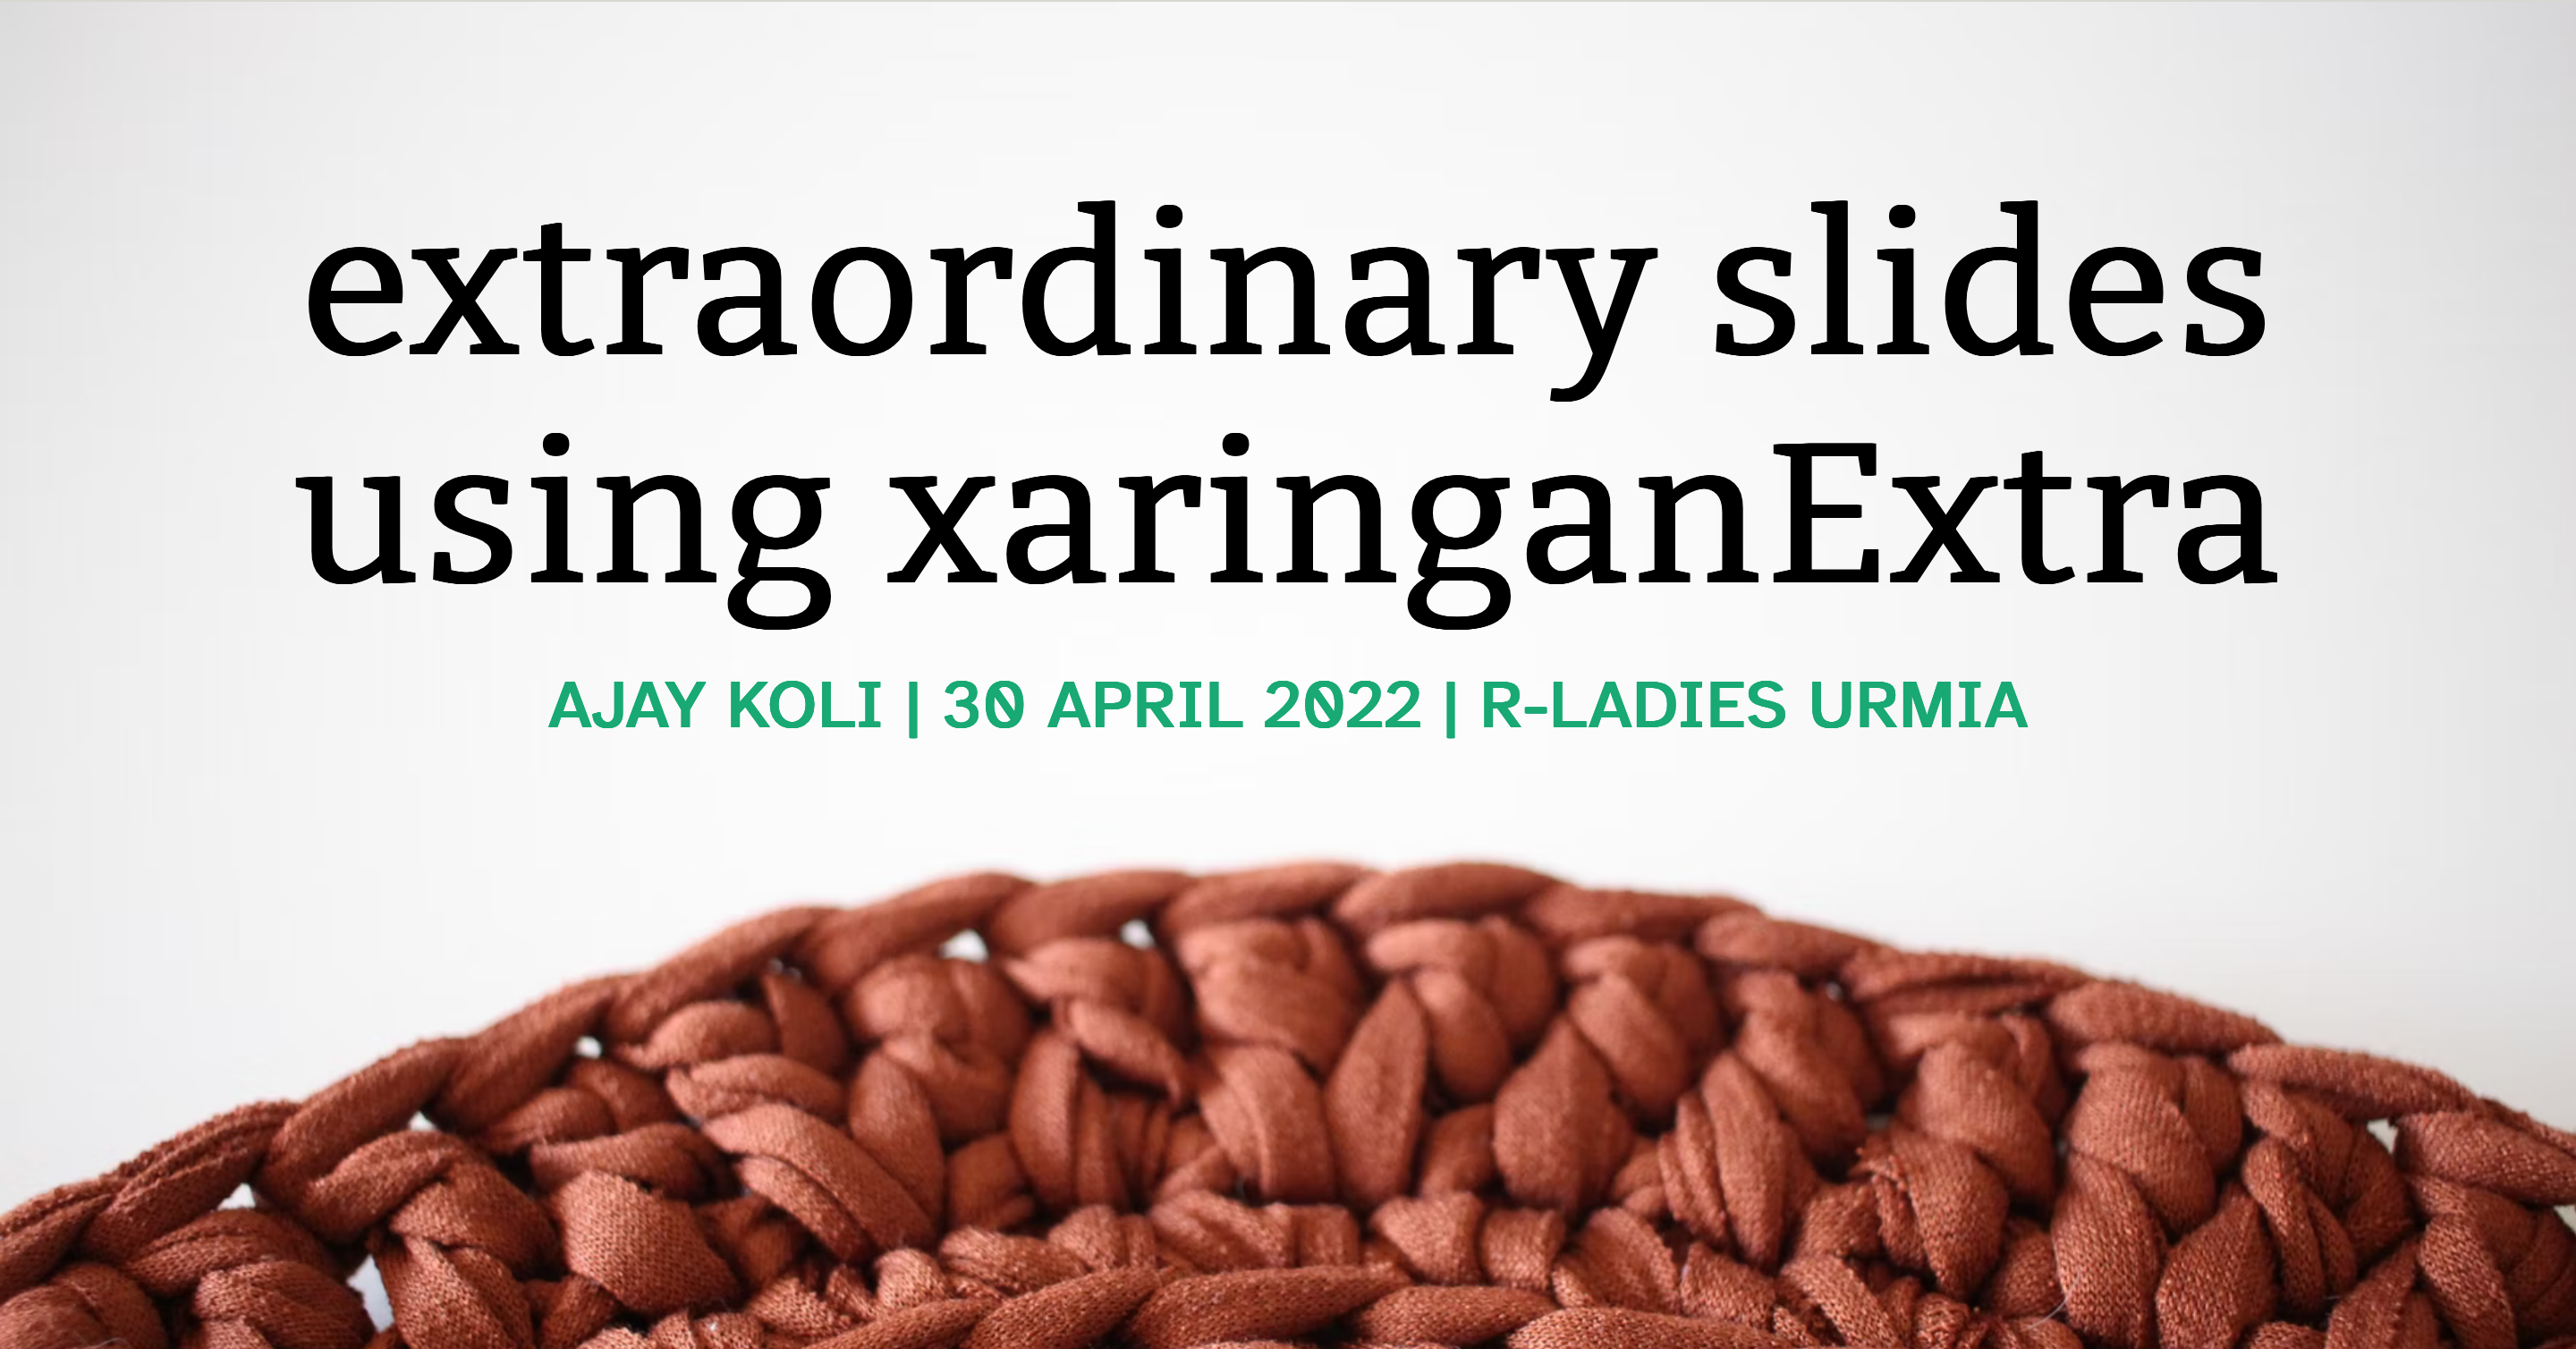 extraordinary slides
using xaringanExtra
AJAY KOLI | 30 APRIL 2022 | R-LADIES URMIA